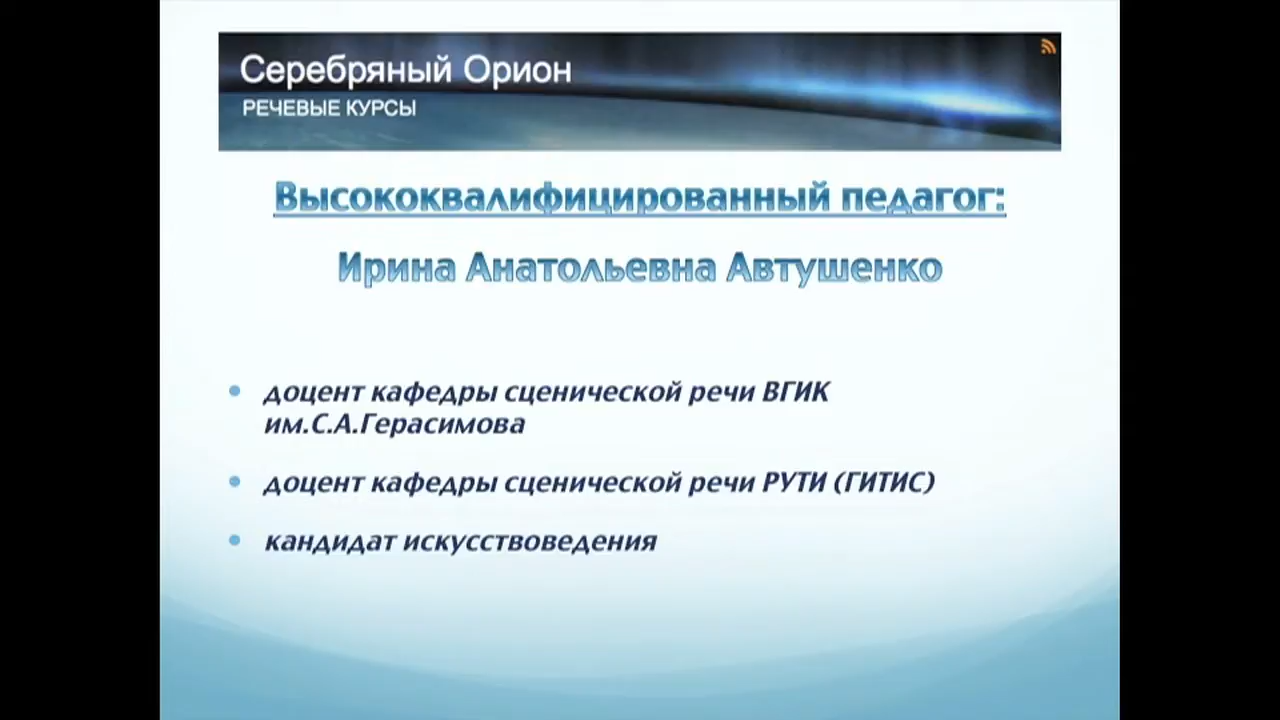 Серебряный Орион
РЕЧЕВЫЕ КУРСЫ
Высококвалифицированный педагог:
Ирина Анатольевна Автушенко
• доцент кафедры сценической речи ВГИК
им.С.А.Герасимова
• доцент кафедры сценической речи РУТИ (ГИТИС)
• кандидат искусствоведения